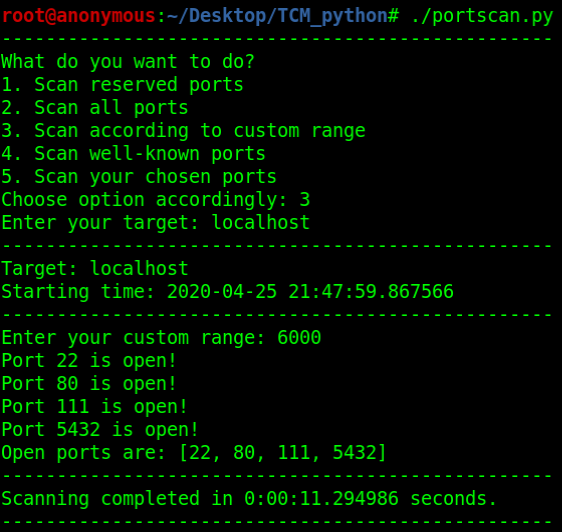 root@anonymous:~/Desktop/TCM_python# ./portscan.py
--------------------------------------------------
What do you want to do?
1. Scan reserved ports
2. Scan all ports
3. Scan according to custom range
4. Scan well-known ports
5. Scan your chosen ports
Choose option accordingly: 3
Enter your target: localhost
--------------------------------------------------
Target: localhost
Starting time: 2020-04-25 21:47:59.867566
--------------------------------------------------
Enter your custom range: 6000
Port 22 is open!
Port 80 is open!
Port 111 is open!
Port 5432 is open!
Open ports are: [22, 80, 111, 5432]
--------------------------------------------------
Scanning completed in 0:00:11.294986 seconds.
--------------------------------------------------